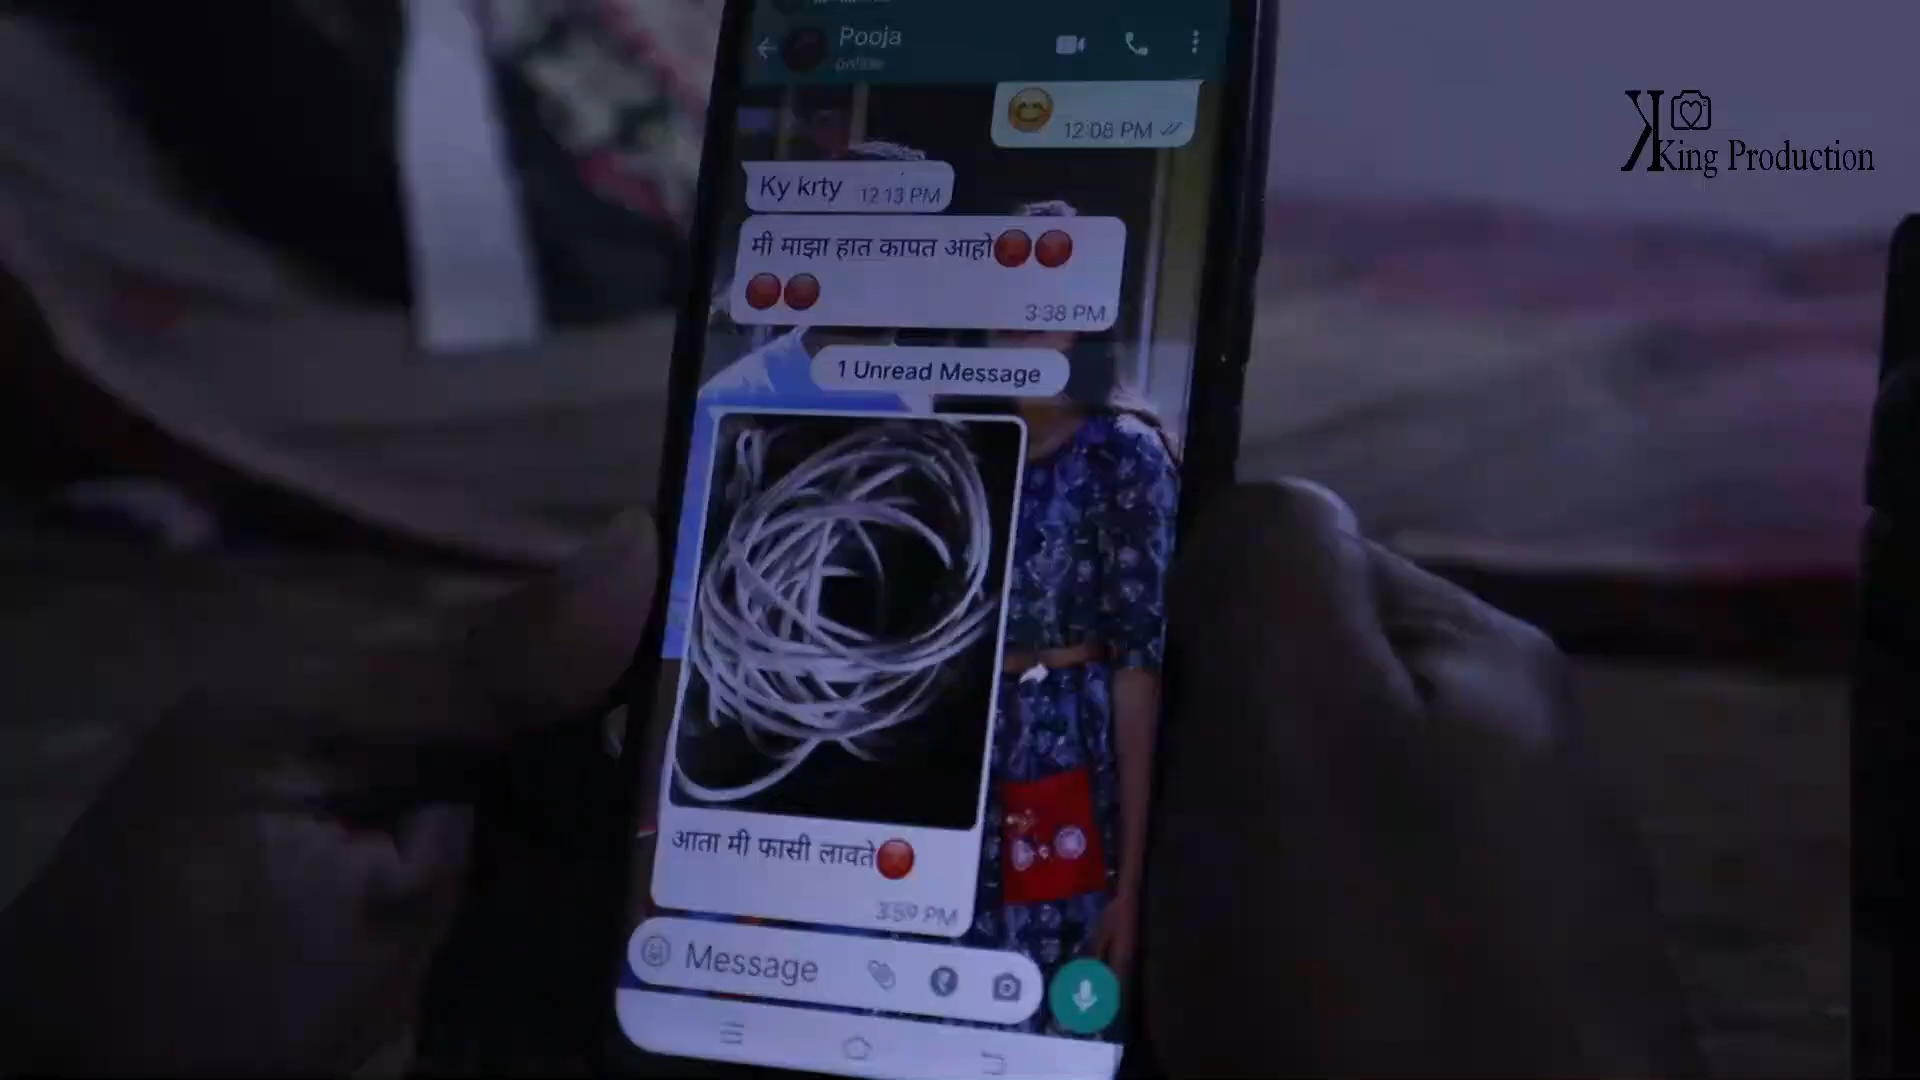 Pooja
online
12:08 PM
King Production
Ky krty 12:13 PM
मी माझा हात कापत आहो
3:38 PM
1 Unread Message
आता मी फासी लावते
3:59 PM
Message